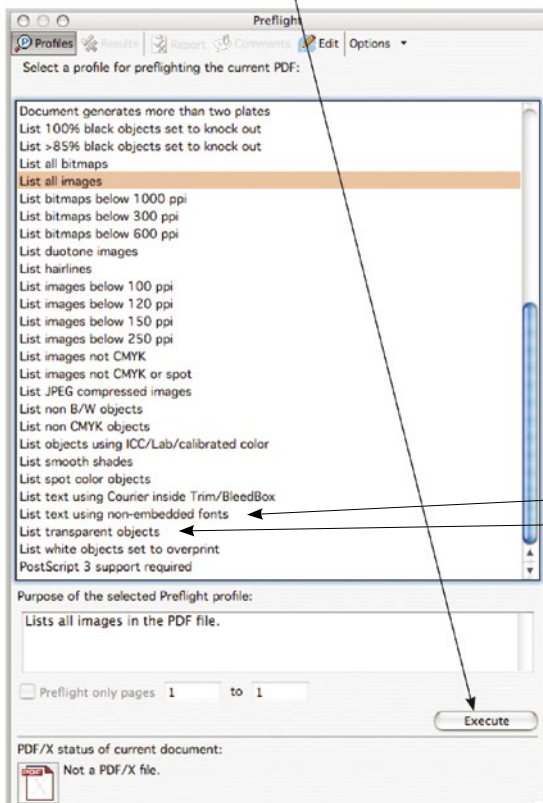 Preflight
Profiles Results Report Comments Edit Options
Select a profile for preflighting the current PDF:
Document generates more than two plates
List 100% black objects set to knock out
List >85% black objects set to knock out
List all bitmaps
List all images
List bitmaps below 1000 ppi
List bitmaps below 300 ppi
List bitmaps below 600 ppi
List duotone images
List hairlines
List images below 100 ppi
List images below 120 ppi
List images below 150 ppi
List images below 250 ppi
List images not CMYK
List images not CMYK or spot
List JPEG compressed images
List non B/W objects
List non CMYK objects
List objects using ICC/Lab/calibrated color
List smooth shades
List spot color objects
List text using Courier inside Trim/BleedBox
List text using non-embedded fonts
List transparent objects
List white objects set to overprint
PostScript 3 support required
Purpose of the selected Preflight profile:
Lists all images in the PDF file.
Preflight only pages 1 to 1
Execute
PDF/X status of current document:
Not a PDF/X file.